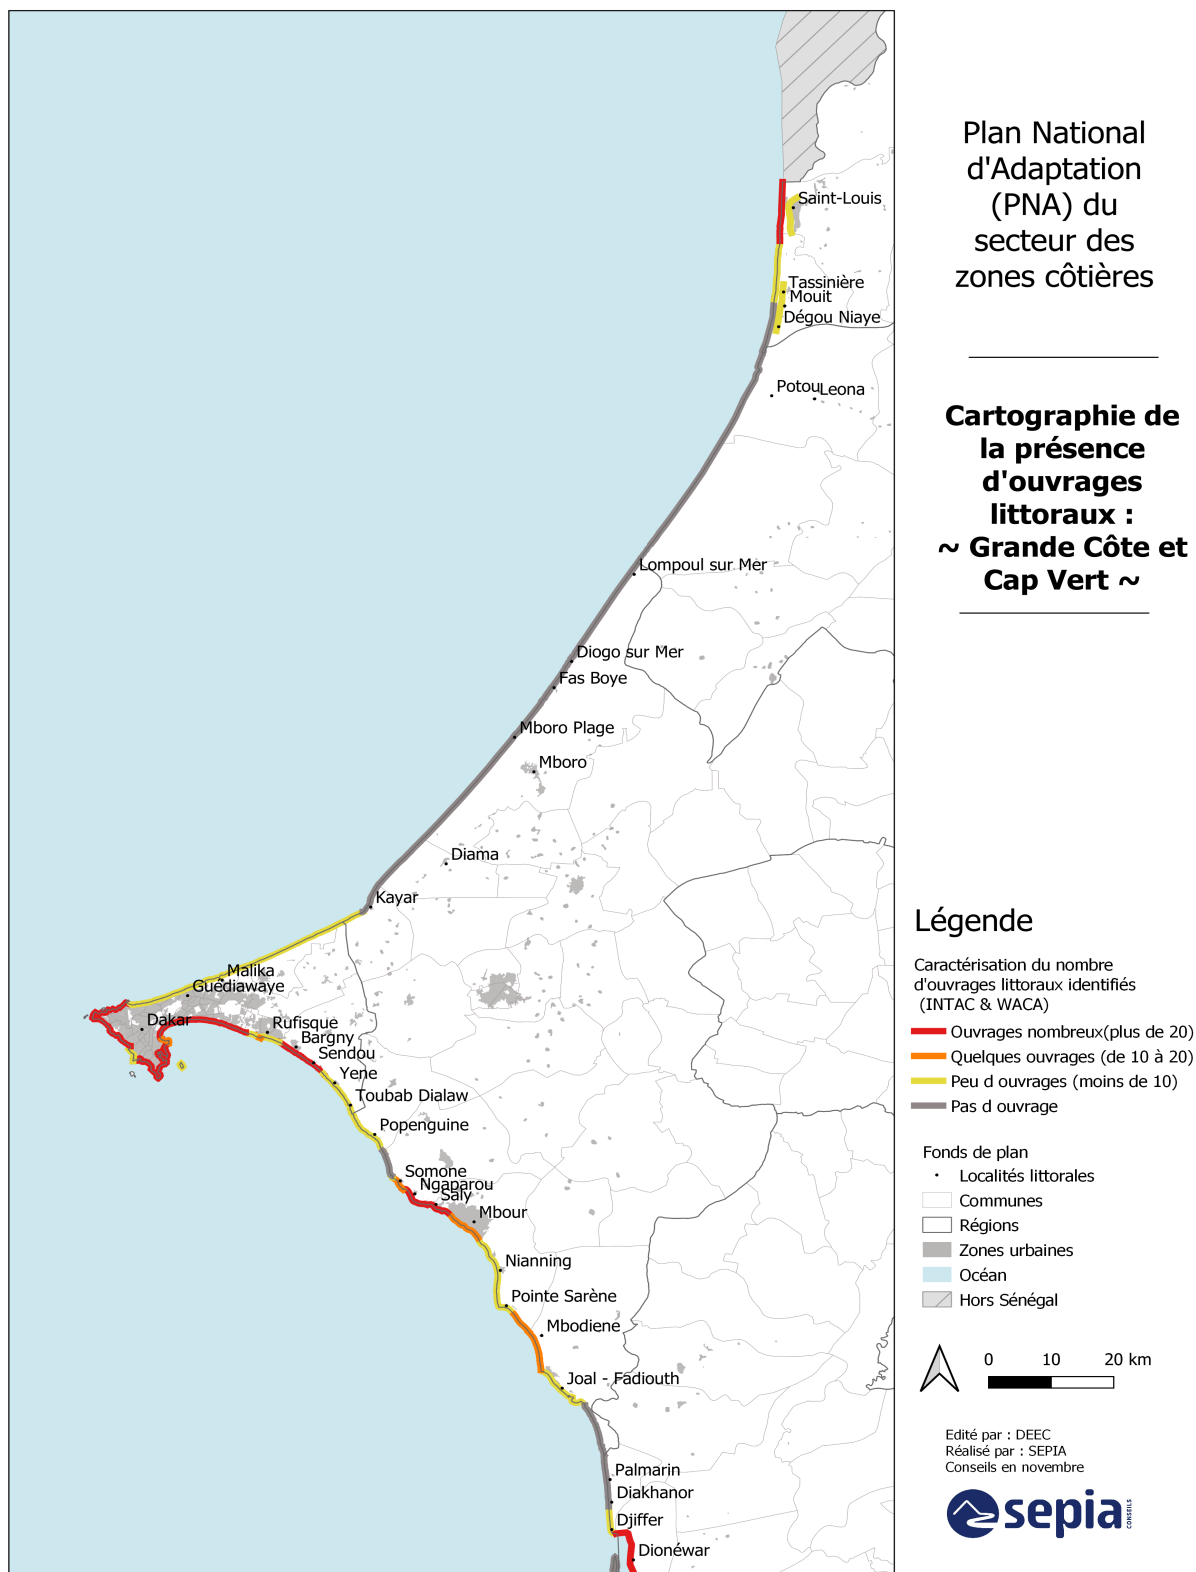 Plan National
d'Adaptation
(PNA) du
secteur des
zones côtières
Cartographie de
la présence
d'ouvrages
littoraux :
~ Grande Côte et
Cap Vert ~
Saint-Louis
Tassinière
Mouit
Dégou Niaye
Potou
Leona
Lompoul sur Mer
Diogo sur Mer
Fas Boye
Mboro Plage
Mboro
Diama
Kayar
Malika
Guédiawaye
Dakar
Rufisque
Bargny
Sendou
Yene
Toubab Dialaw
Popenguine
Somone
Ngaparou
Saly
Mbour
Nianning
Pointe Sarène
Mbodiene
Joal - Fadiouth
Palmarin
Diakhanor
Djiffer
Dionéwar
Légende
Caractérisation du nombre
d'ouvrages littoraux identifiés
(INTAC & WACA)
Ouvrages nombreux(plus de 20)
Quelques ouvrages (de 10 à 20)
Peu d ouvrages (moins de 10)
Pas d ouvrage
Fonds de plan
Localités littorales
Communes
Régions
Zones urbaines
Océan
Hors Sénégal
0 10 20 km
Edité par : DEEC
Réalisé par : SEPIA
Conseils en novembre
sepia
CONSEILS